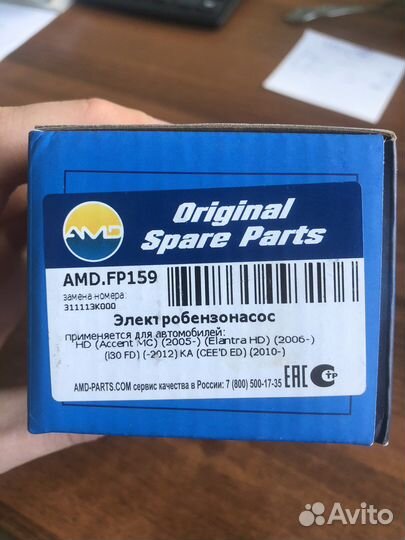 AMD
Original
Spare Parts
AMD.FP159
замена номера:
311113K000
Электробензонасос
применяется для автомобилей:
HD (Accent MC) (2005-) (Elantra HD) (2006-)
(i30 FD) (-2012) KA (CEE'D ED) (2010-)
AMD-PARTS.COM сервис качества в России: 7 (800) 500-17-35
EAC
СТР
Avito